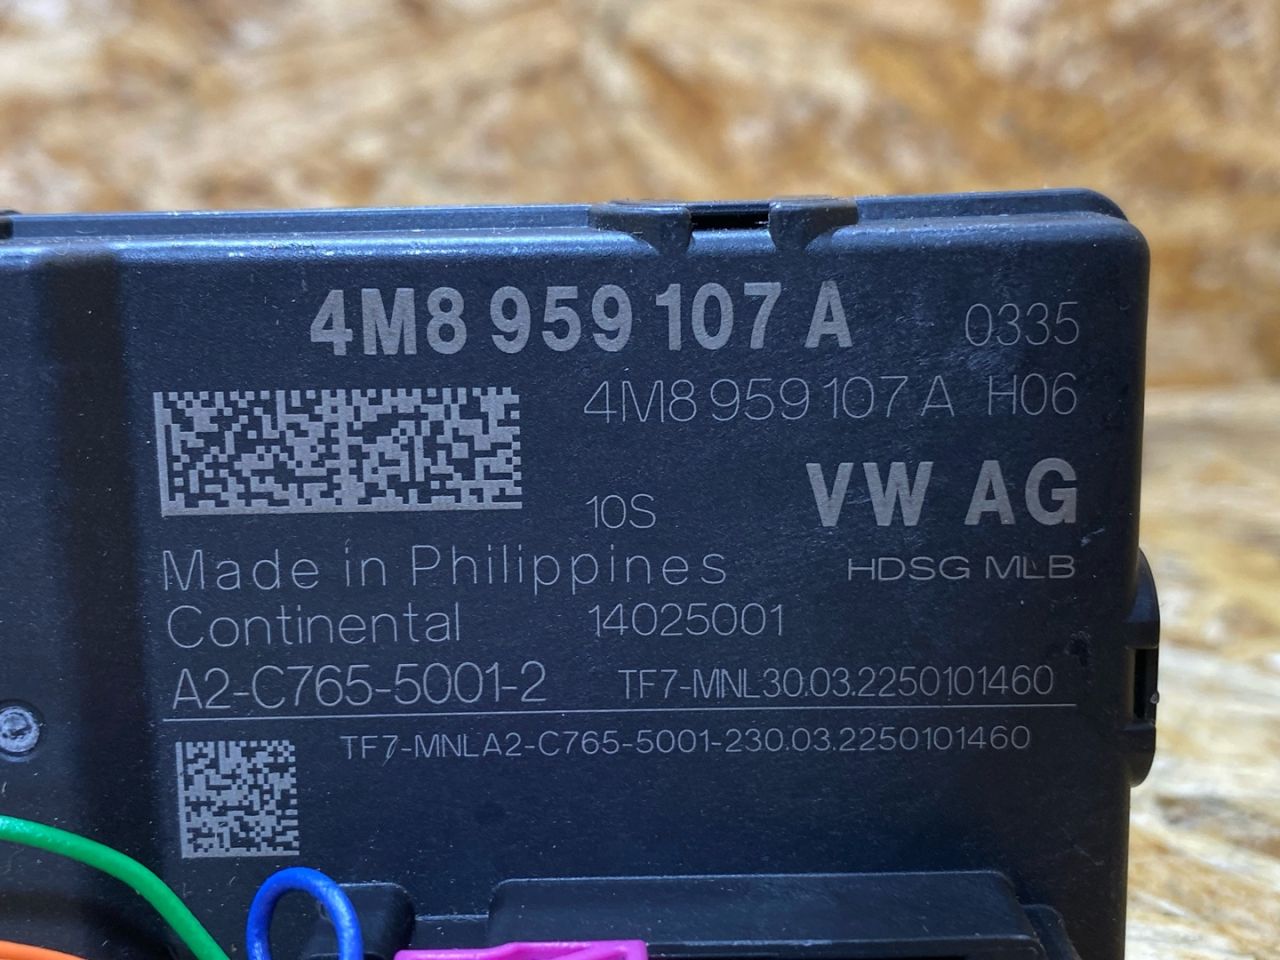 4M8 959 107 A 0335
4M8 959 107 A H06
10S VW AG
Made in Philippines HDSG MLB
Continental 14025001
A2-C765-5001-2 TF7-MNL30.03.2250101460
TF7-MNLA2-C765-5001-230.03.2250101460